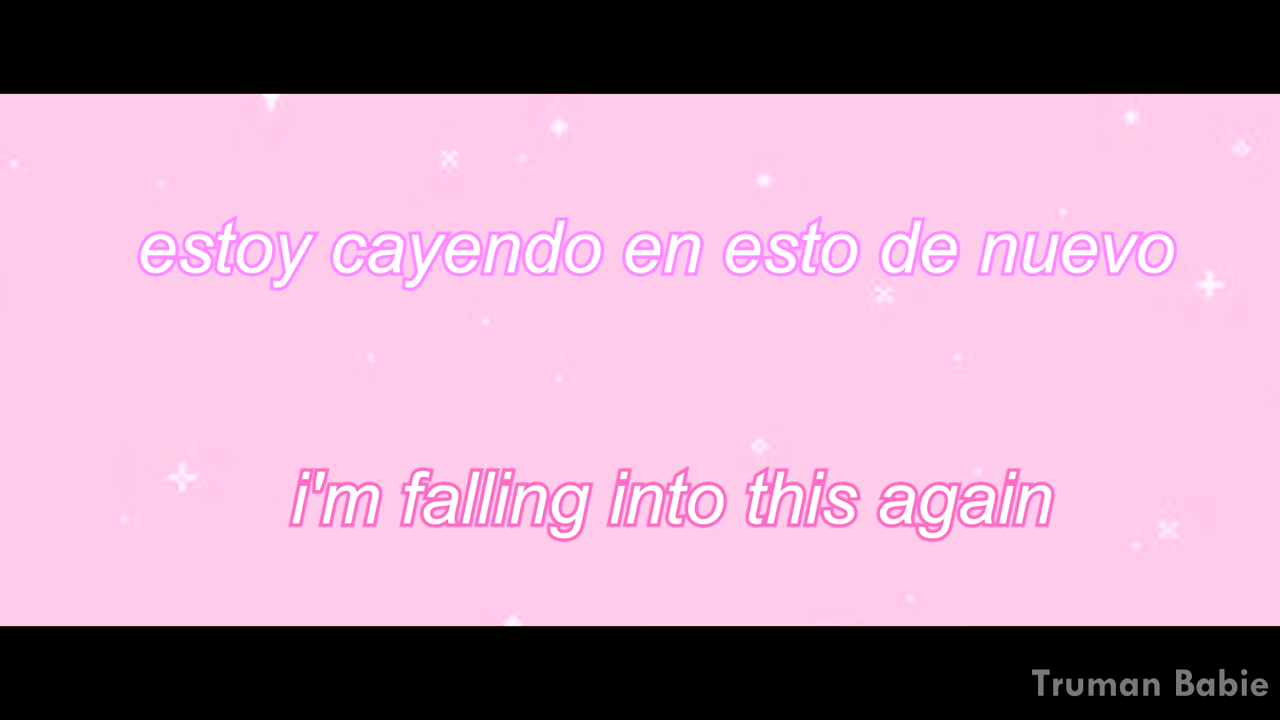 estoy cayendo en esto de nuevo
i'm falling into this again
Truman Babie